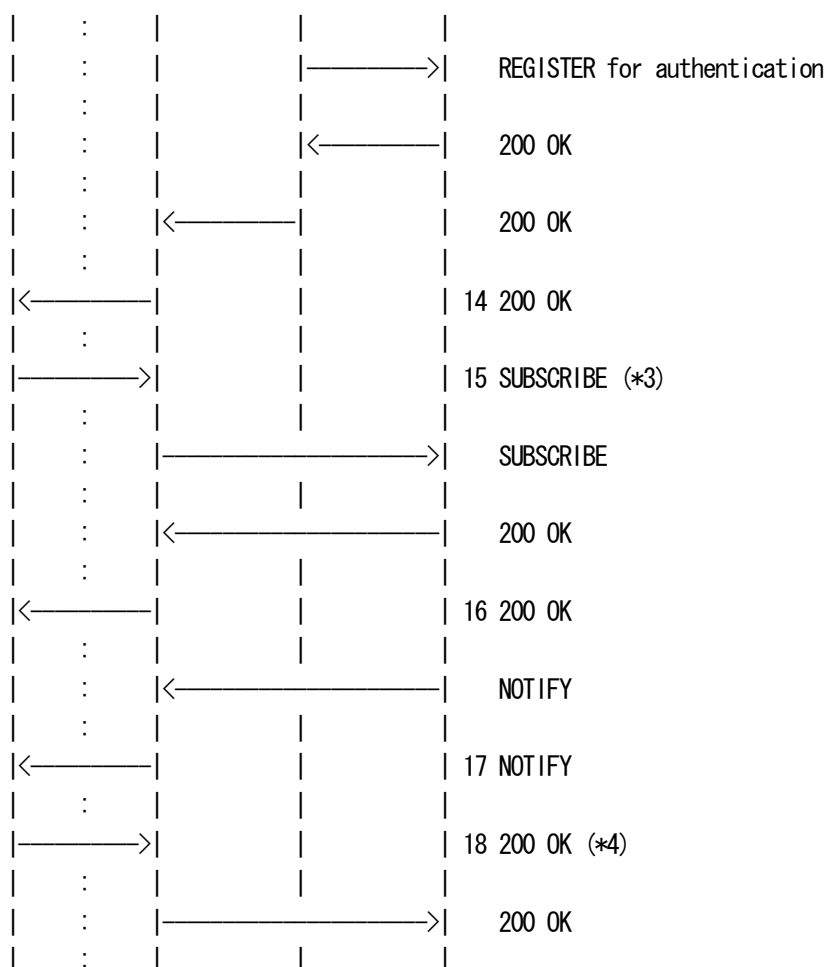 REGISTER for authentication
200 OK
200 OK
14 200 OK
15 SUBSCRIBE (*3)
SUBSCRIBE
200 OK
16 200 OK
NOTIFY
17 NOTIFY
18 200 OK (*4)
200 OK